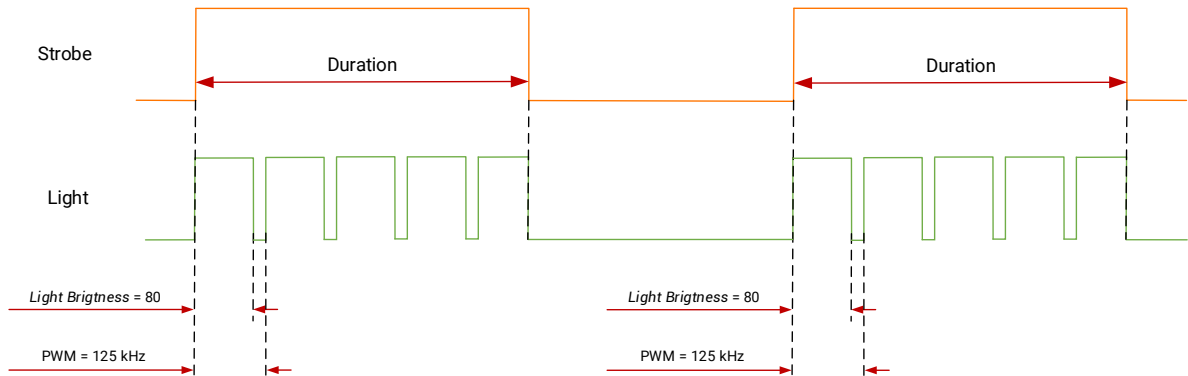 Strobe
Duration
Duration
Light
Light Brigtness = 80
Light Brigtness = 80
PWM = 125 kHz
PWM = 125 kHz